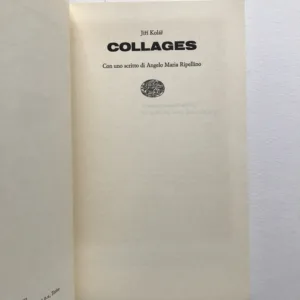 Jiří Kolář
COLLAGES
Con uno scritto di Angelo Maria Ripellino